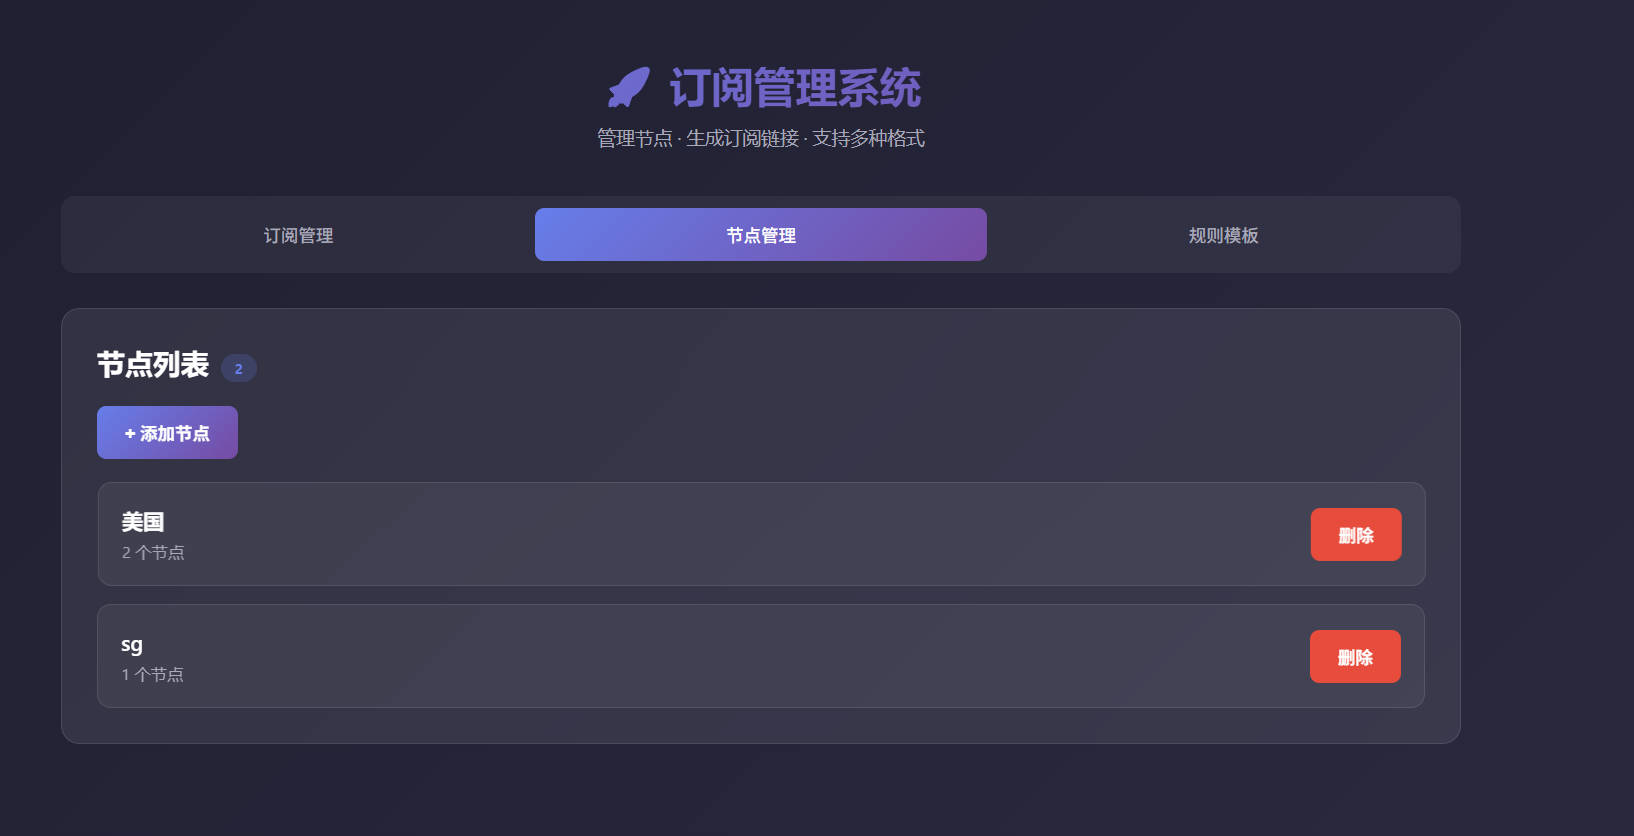 订阅管理系统
管理节点 · 生成订阅链接 · 支持多种格式
订阅管理
节点管理
规则模板
节点列表 2
+ 添加节点
美国
2 个节点
删除
sg
1 个节点
删除